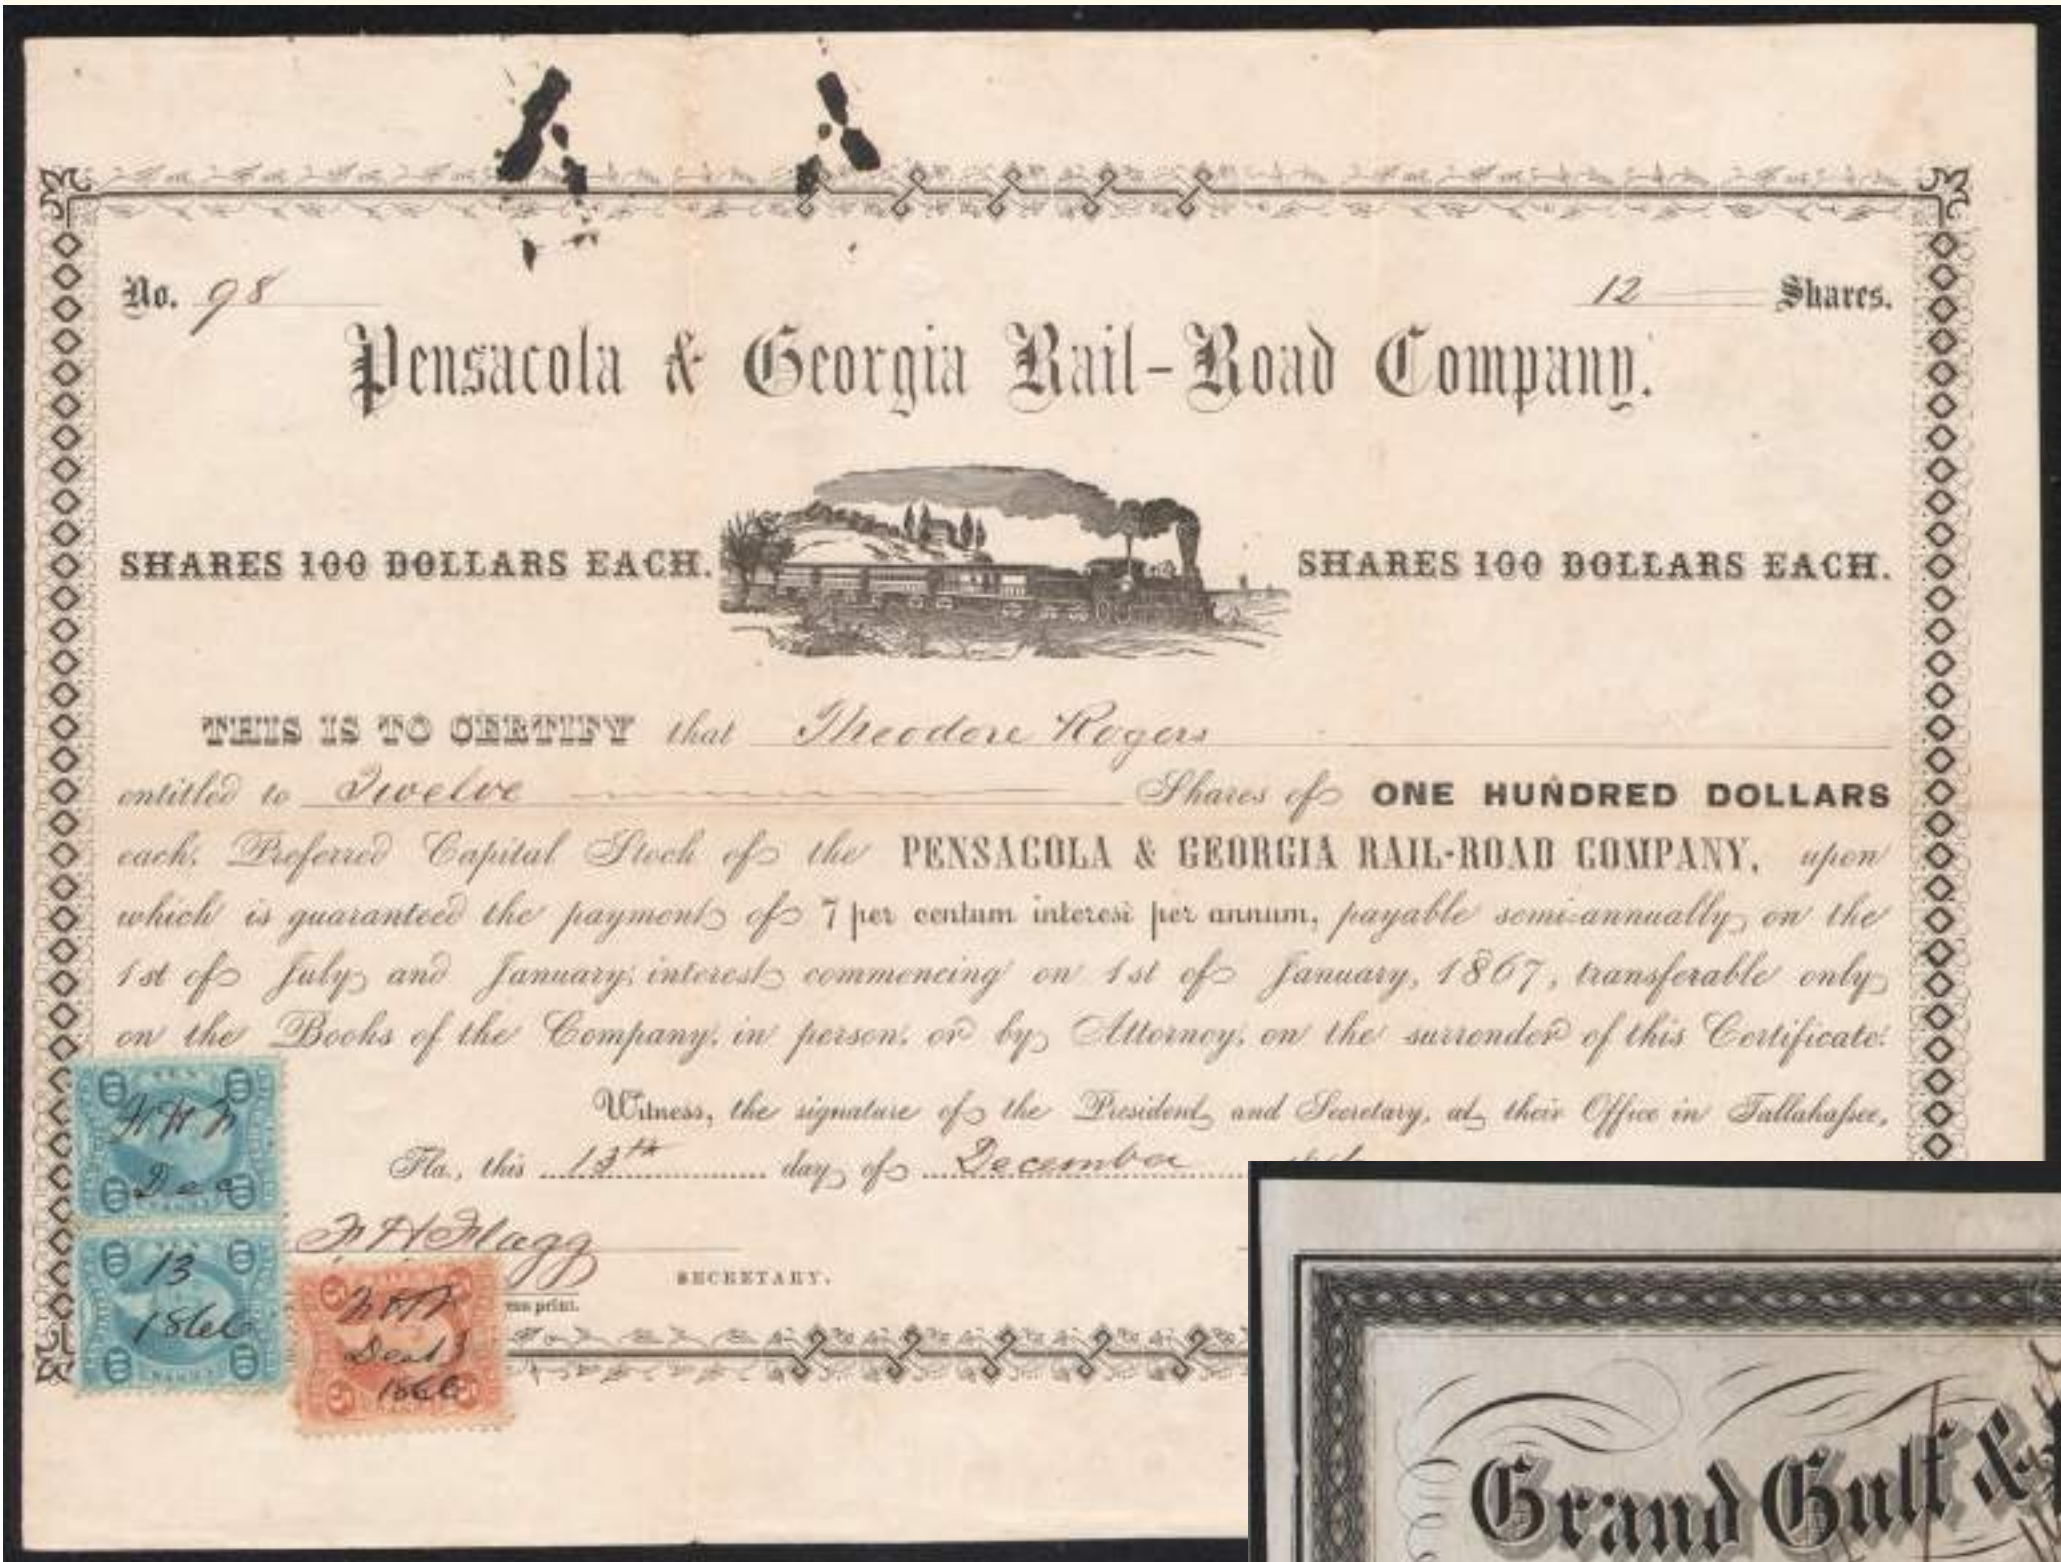 No. 98
12 Shares.
Pensacola & Georgia Rail-Road Company.
SHARES 100 DOLLARS EACH.
SHARES 100 DOLLARS EACH.
THIS IS TO CERTIFY that Theodore Rogers
entitled to Twelve Shares of ONE HUNDRED DOLLARS
each, Preferred Capital Stock of the PENSACOLA & GEORGIA RAIL-ROAD COMPANY, upon
which is guaranteed the payment of 7 per centum interest per annum, payable semi-annually on the
1st of July and January; interest commencing on 1st of January, 1867, transferable only
on the Books of the Company, in person, or by Attorney, on the surrender of this Certificate.
Witness, the signature of the President and Secretary, at their Office in Tallahassee,
Fla., this 13th day of December
F H Flagg
SECRETARY.
print.
TEN
Dec
13
1866
1866
Grand Gulf &